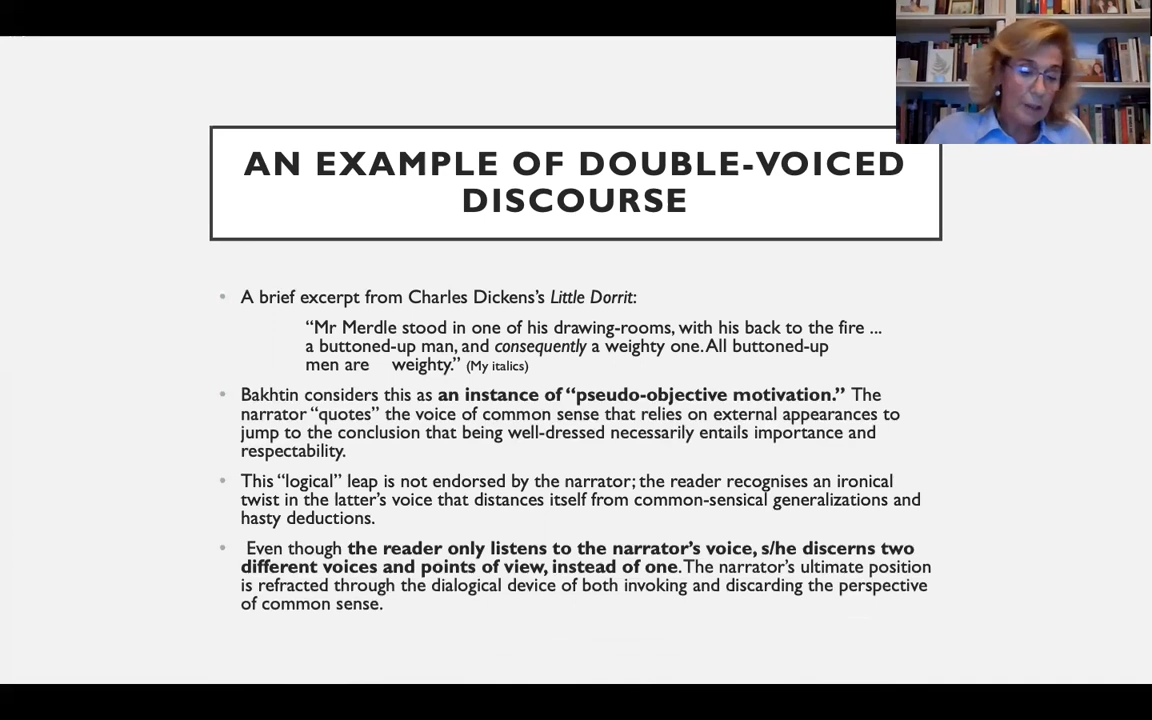 AN EXAMPLE OF DOUBLE-VOICED
DISCOURSE
• A brief excerpt from Charles Dickens's Little Dorrit:
“Mr Merdle stood in one of his drawing-rooms, with his back to the fire ...
a buttoned-up man, and consequently a weighty one. All buttoned-up
men are weighty.” (My italics)
• Bakhtin considers this as an instance of “pseudo-objective motivation.” The
narrator “quotes” the voice of common sense that relies on external appearances to
jump to the conclusion that being well-dressed necessarily entails importance and
respectability.
• This “logical” leap is not endorsed by the narrator; the reader recognises an ironical
twist in the latter's voice that distances itself from common-sensical generalizations and
hasty deductions.
• Even though the reader only listens to the narrator's voice, s/he discerns two
different voices and points of view, instead of one. The narrator's ultimate position
is refracted through the dialogical device of both invoking and discarding the perspective
of common sense.